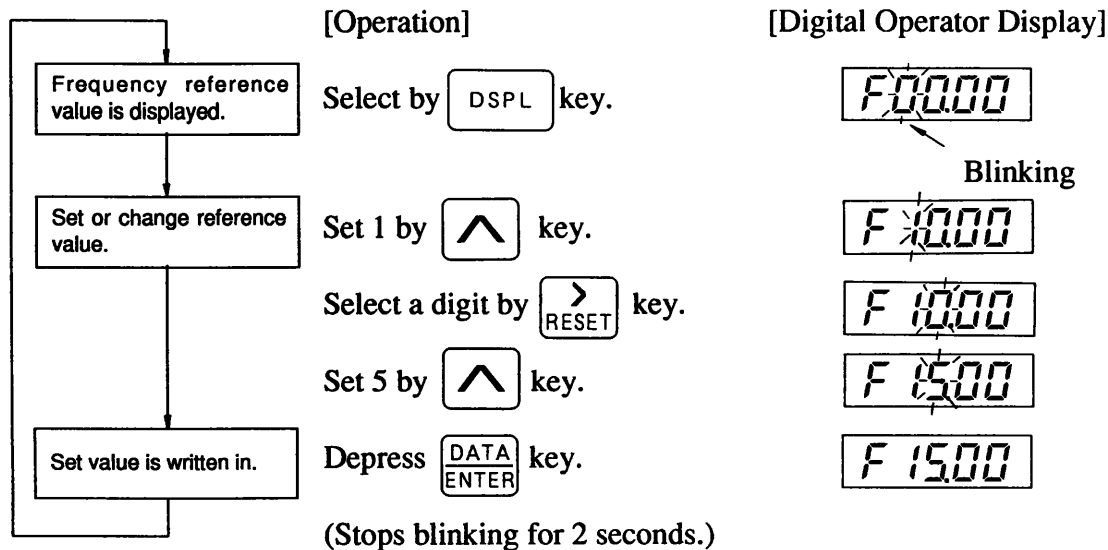 [Operation] [Digital Operator Display]
Frequency reference
value is displayed.
Select by DSPL key.
F00.00
Blinking
Set or change reference
value.
Set 1 by ∧ key.
F 10.00
Select a digit by > RESET key.
F 10.00
Set 5 by ∧ key.
F 15.00
Set value is written in.
Depress DATA ENTER key.
F 15.00
(Stops blinking for 2 seconds.)